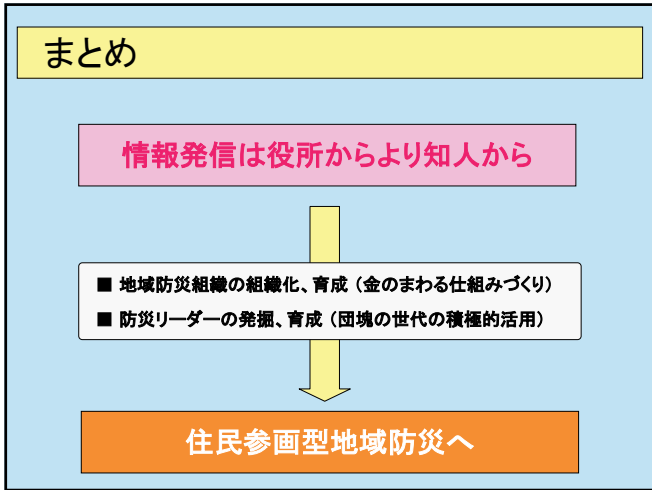 まとめ
情報発信は役所からより知人から
■ 地域防災組織の組織化、育成（金のまわる仕組みづくり）
■ 防災リーダーの発掘、育成（団塊の世代の積極的活用）
住民参画型地域防災へ